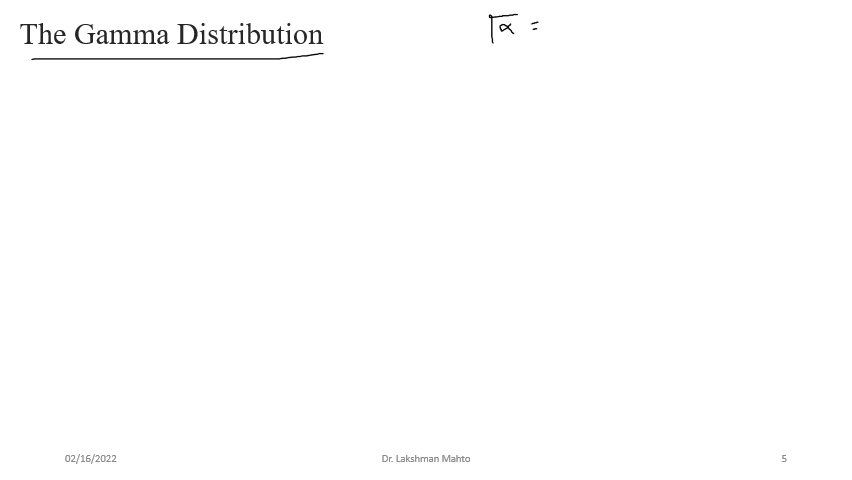 The Gamma Distribution
Γα =
02/16/2022
Dr. Lakshman Mahto
5